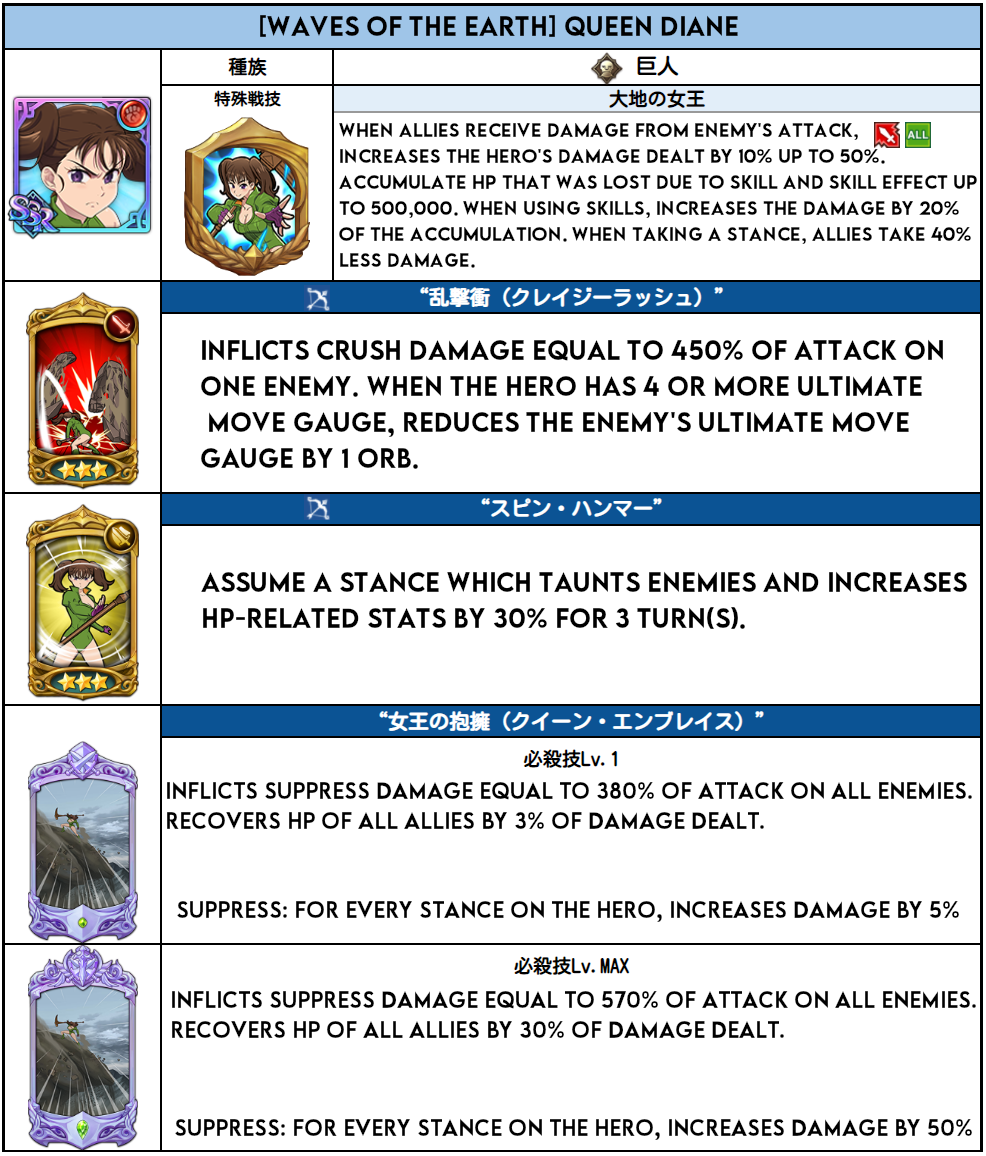 [WAVES OF THE EARTH] QUEEN DIANE
種族
巨人
特殊戦技
大地の女王
SSR
WHEN ALLIES RECEIVE DAMAGE FROM ENEMY'S ATTACK,
ALL
INCREASES THE HERO'S DAMAGE DEALT BY 10% UP TO 50%.
ACCUMULATE HP THAT WAS LOST DUE TO SKILL AND SKILL EFFECT UP
TO 500,000. WHEN USING SKILLS, INCREASES THE DAMAGE BY 20%
OF THE ACCUMULATION. WHEN TAKING A STANCE, ALLIES TAKE 40%
LESS DAMAGE.
“乱撃衝（クレイジーラッシュ）”
INFLICTS CRUSH DAMAGE EQUAL TO 450% OF ATTACK ON
ONE ENEMY. WHEN THE HERO HAS 4 OR MORE ULTIMATE
MOVE GAUGE, REDUCES THE ENEMY'S ULTIMATE MOVE
GAUGE BY 1 ORB.
“スピン・ハンマー”
ASSUME A STANCE WHICH TAUNTS ENEMIES AND INCREASES
HP-RELATED STATS BY 30% FOR 3 TURN(S).
“女王の抱擁（クイーン・エンブレイス）”
必殺技Lv.1
INFLICTS SUPPRESS DAMAGE EQUAL TO 380% OF ATTACK ON ALL ENEMIES.
RECOVERS HP OF ALL ALLIES BY 3% OF DAMAGE DEALT.
SUPPRESS: FOR EVERY STANCE ON THE HERO, INCREASES DAMAGE BY 5%
必殺技Lv.MAX
INFLICTS SUPPRESS DAMAGE EQUAL TO 570% OF ATTACK ON ALL ENEMIES.
RECOVERS HP OF ALL ALLIES BY 30% OF DAMAGE DEALT.
SUPPRESS: FOR EVERY STANCE ON THE HERO, INCREASES DAMAGE BY 50%